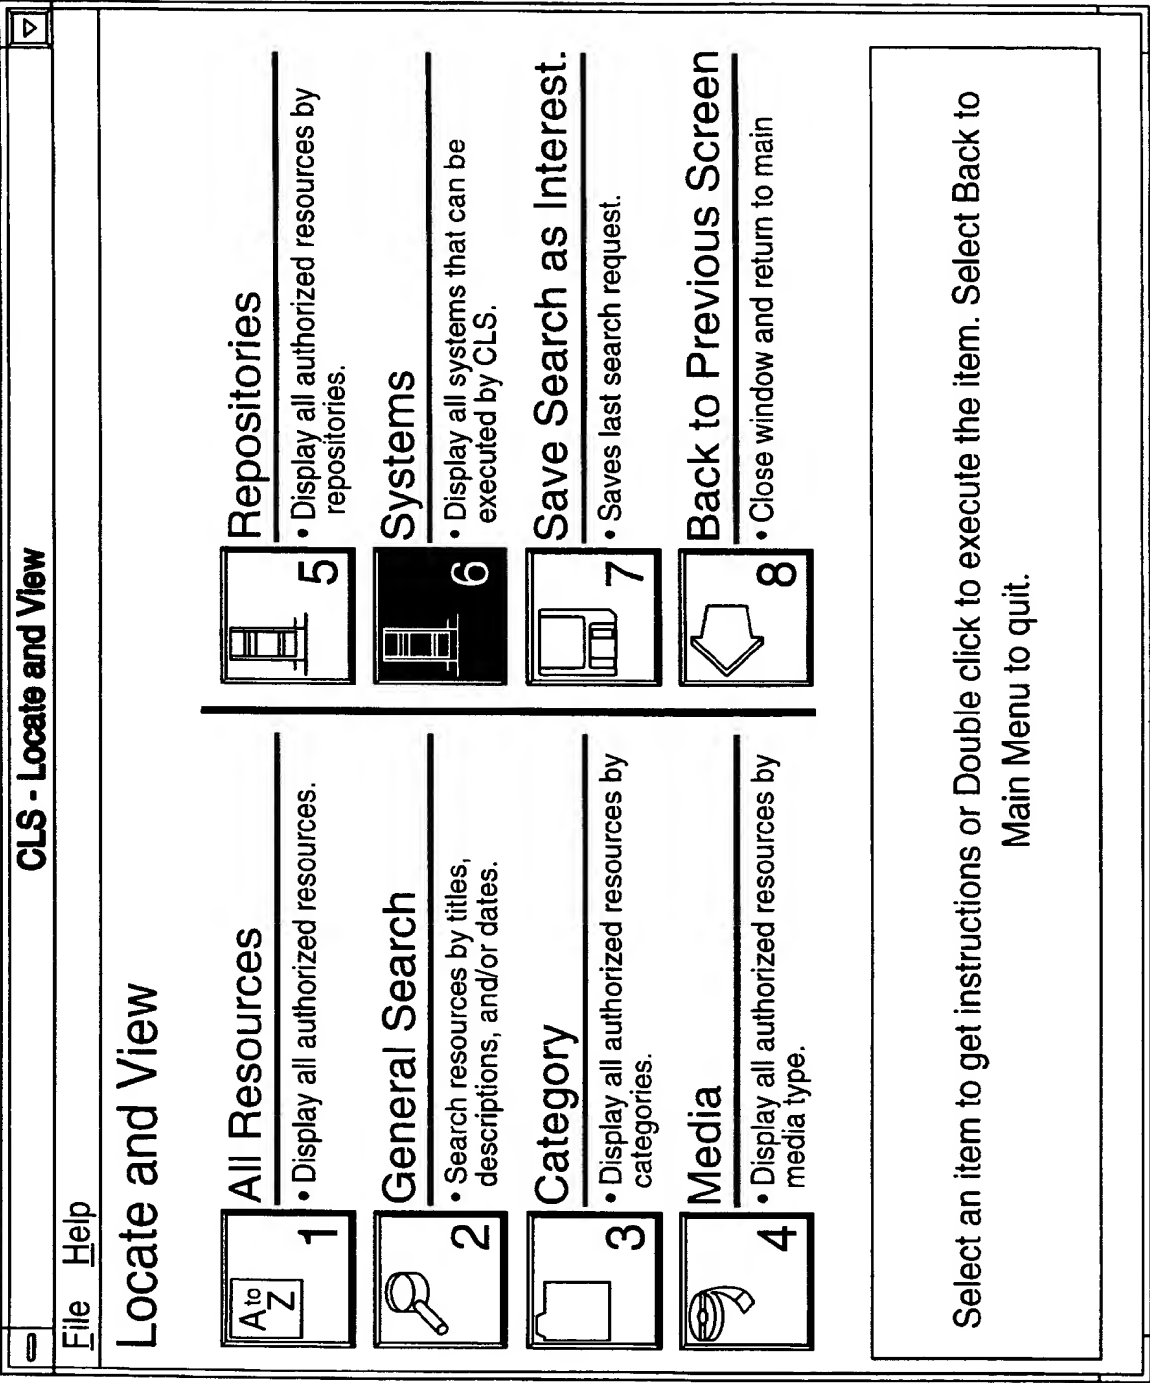 CLS - Locate and View
File Help
Locate and View
A to
Z
1
All Resources
• Display all authorized resources.
2
General Search
• Search resources by titles,
descriptions, and/or dates.
3
Category
• Display all authorized resources by
categories.
4
Media
• Display all authorized resources by
media type.
5
Repositories
• Display all authorized resources by
repositories.
6
Systems
• Display all systems that can be
executed by CLS.
7
Save Search as Interest.
• Saves last search request.
8
Back to Previous Screen
• Close window and return to main
Select an item to get instructions or Double click to execute the item. Select Back to
Main Menu to quit.